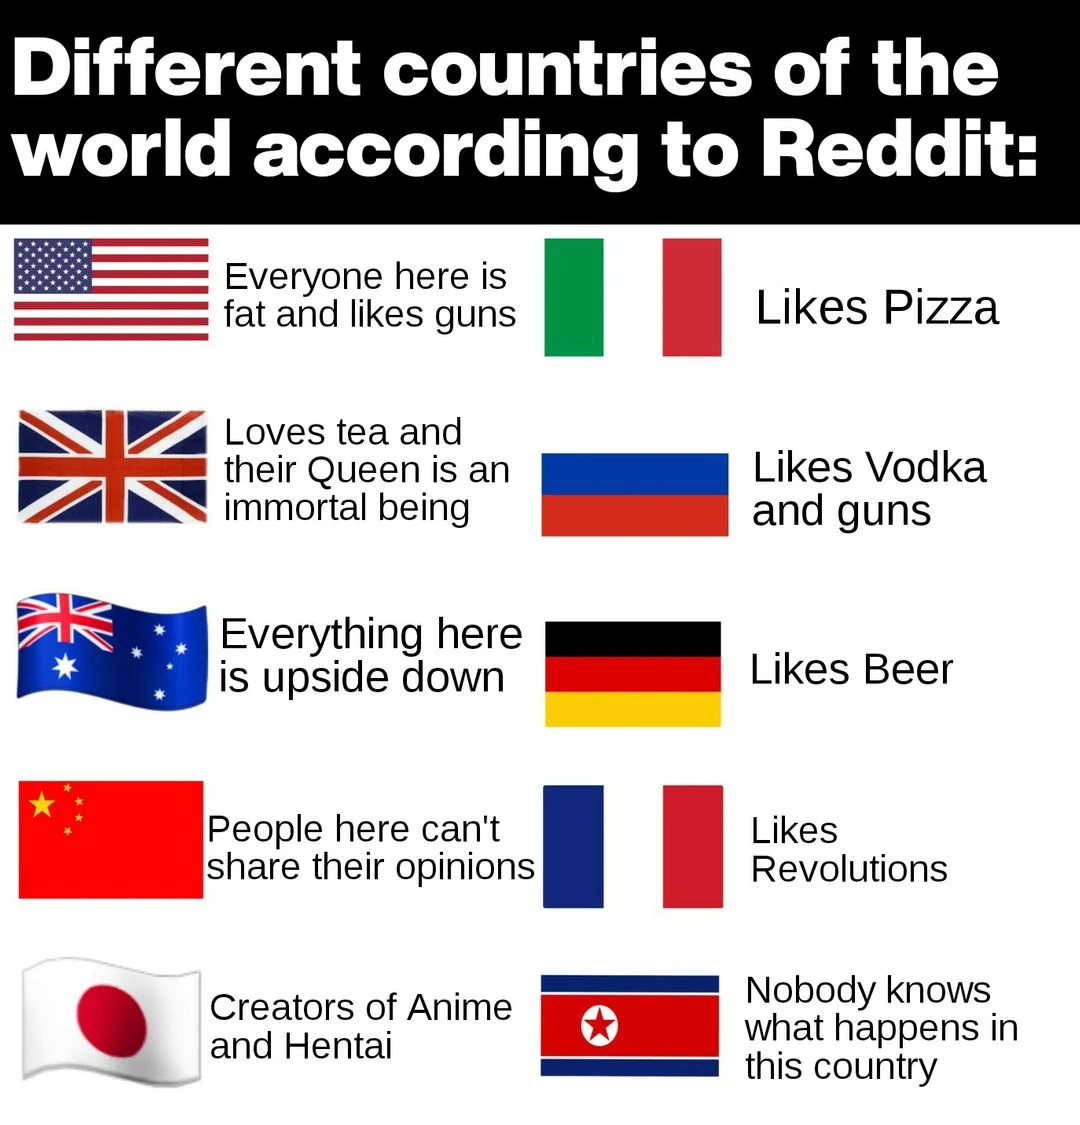 Different countries of the
world according to Reddit:
Everyone here is
fat and likes guns
Likes Pizza
Loves tea and
their Queen is an
immortal being
Likes Vodka
and guns
Everything here
is upside down
Likes Beer
People here can't
share their opinions
Likes
Revolutions
Creators of Anime
and Hentai
Nobody knows
what happens in
this country